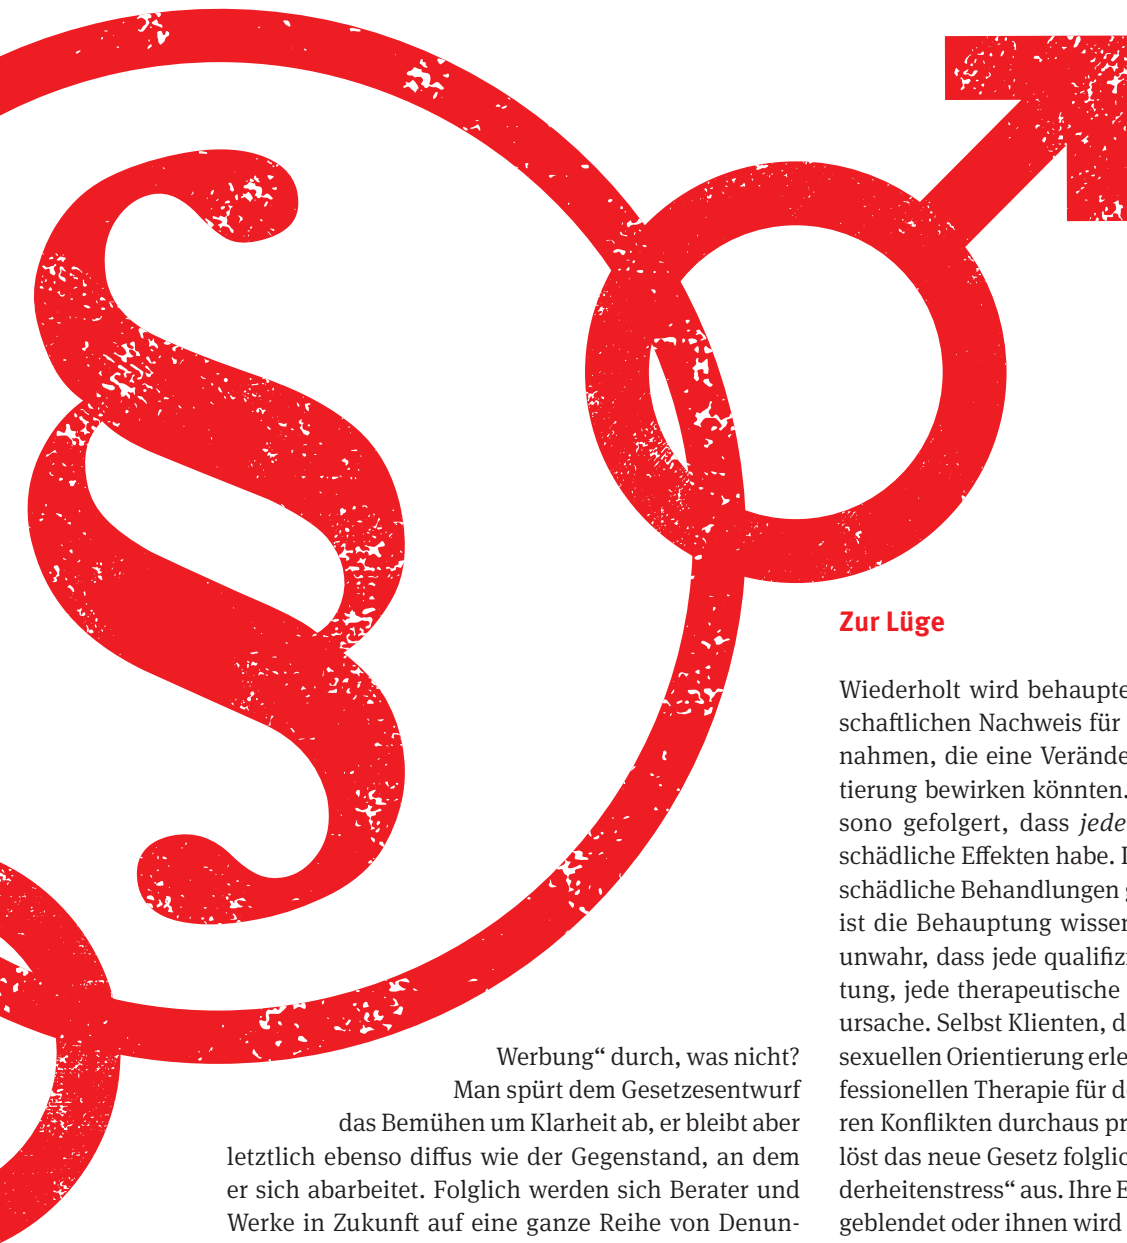 Werbung“ durch, was nicht?
Man spürt dem Gesetzesentwurf
das Bemühen um Klarheit ab, er bleibt aber
letztlich ebenso diffus wie der Gegenstand, an dem
er sich abarbeitet. Folglich werden sich Berater und
Werke in Zukunft auf eine ganze Reihe von Denun-
Zur Lüge
Wiederholt wird behaupte
schaftlichen Nachweis für
nahmen, die eine Verände
tierung bewirken könnten.
sono gefolgert, dass jede
schädliche Effekten habe.
schädliche Behandlungen
ist die Behauptung wisser
unwahr, dass jede qualifizi
tung, jede therapeutische
ursache. Selbst Klienten, d
sexuellen Orientierung erle
fessionellen Therapie für d
ren Konflikten durchaus pr
löst das neue Gesetz folglic
derheitenstress“ aus. Ihre E
geblendet oder ihnen wird